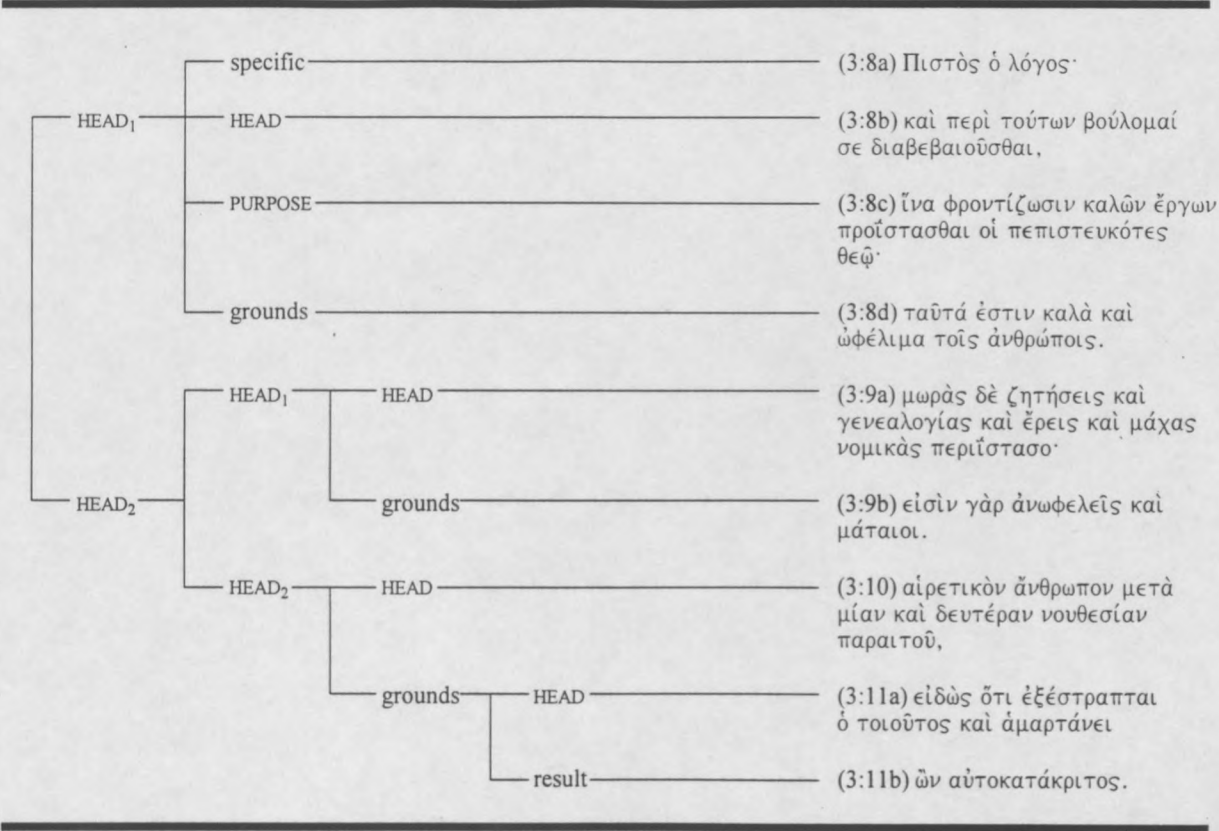 specific (3:8a) Πιστὸς ὁ λόγος·
HEAD₁ HEAD (3:8b) καὶ περὶ τούτων βούλομαί
σε διαβεβαιοῦσθαι,
PURPOSE (3:8c) ἵνα φροντίζωσιν καλῶν ἔργων
προΐστασθαι οἱ πεπιστευκότες
θεῷ·
grounds (3:8d) ταῦτά ἐστιν καλὰ καὶ
ὠφέλιμα τοῖς ἀνθρώποις.
HEAD₁ HEAD (3:9a) μωρὰς δὲ ζητήσεις καὶ
γενεαλογίας καὶ ἔρεις καὶ μάχας
νομικὰς περιΐστασο·
HEAD₂ grounds (3:9b) εἰσὶν γὰρ ἀνωφελεῖς καὶ
μάταιοι.
HEAD₂ HEAD (3:10) αἱρετικὸν ἄνθρωπον μετὰ
μίαν καὶ δευτέραν νουθεσίαν
παραιτοῦ,
grounds HEAD (3:11a) εἰδὼς ὅτι ἐξέστραπται
ὁ τοιοῦτος καὶ ἁμαρτάνει
result (3:11b) ὢν αὐτοκατάκριτος.